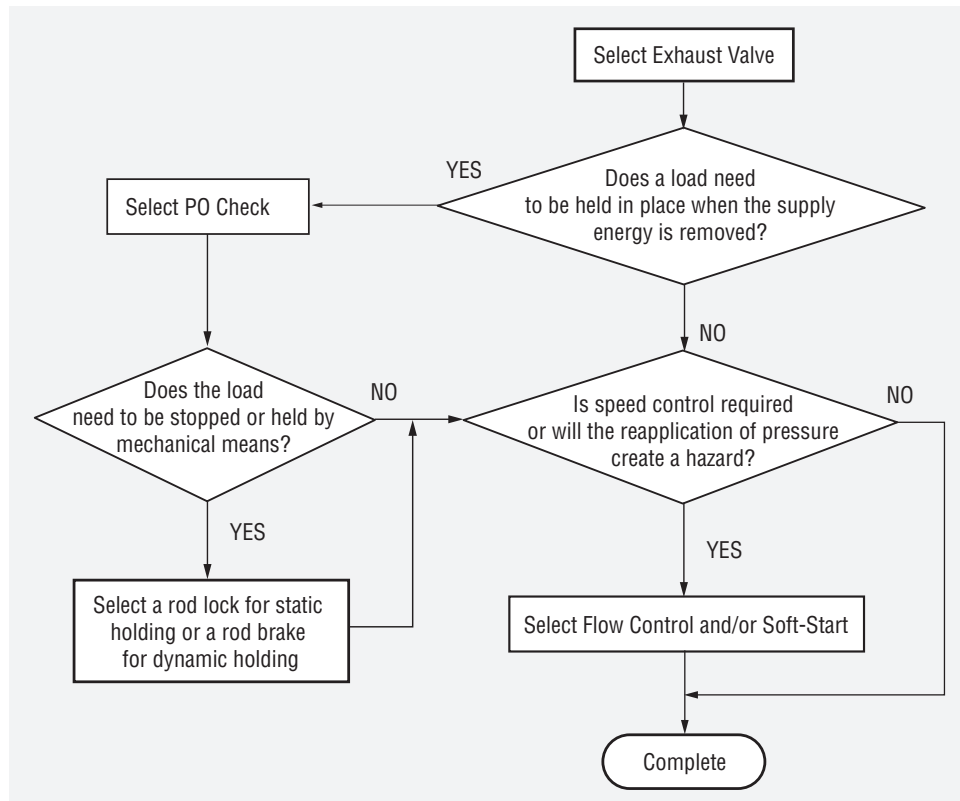 Select Exhaust Valve
Does a load need
to be held in place when the supply
energy is removed?
YES
Select PO Check
NO
Does the load
need to be stopped or held by
mechanical means?
NO
Is speed control required
or will the reapplication of pressure
create a hazard?
NO
YES
Select a rod lock for static
holding or a rod brake
for dynamic holding
YES
Select Flow Control and/or Soft-Start
Complete